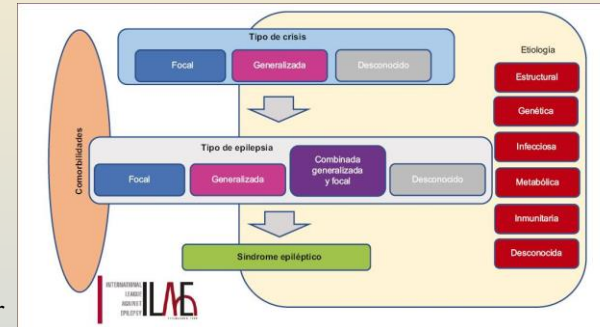 Tipo de crisis
Focal
Generalizada
Desconocido
Etiología
Estructural
Genética
Infecciosa
Metabólica
Inmunitaria
Desconocida
Comorbilidades
Tipo de epilepsia
Focal
Generalizada
Combinada
generalizada
y focal
Desconocido
Síndrome epiléptico
INTERNATIONAL
LEAGUE
AGAINST
EPILEPSY
ILAE
r